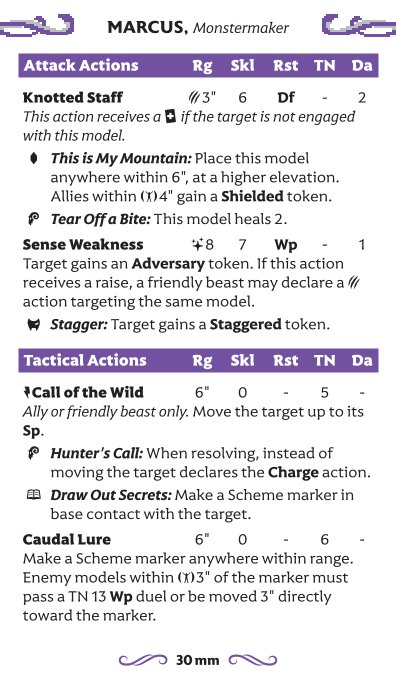 MARCUS, Monstermaker
Attack Actions Rg Skl Rst TN Da
Knotted Staff 3" 6 Df - 2
This action receives a if the target is not engaged
with this model.
This is My Mountain: Place this model
anywhere within 6", at a higher elevation.
Allies within 4" gain a Shielded token.
Tear Off a Bite: This model heals 2.
Sense Weakness 8 7 Wp - 1
Target gains an Adversary token. If this action
receives a raise, a friendly beast may declare a
action targeting the same model.
Stagger: Target gains a Staggered token.
Tactical Actions Rg Skl Rst TN Da
Call of the Wild 6" 0 - 5 -
Ally or friendly beast only. Move the target up to its
Sp.
Hunter's Call: When resolving, instead of
moving the target declares the Charge action.
Draw Out Secrets: Make a Scheme marker in
base contact with the target.
Caudal Lure 6" 0 - 6 -
Make a Scheme marker anywhere within range.
Enemy models within 3" of the marker must
pass a TN 13 Wp duel or be moved 3" directly
toward the marker.
30 mm